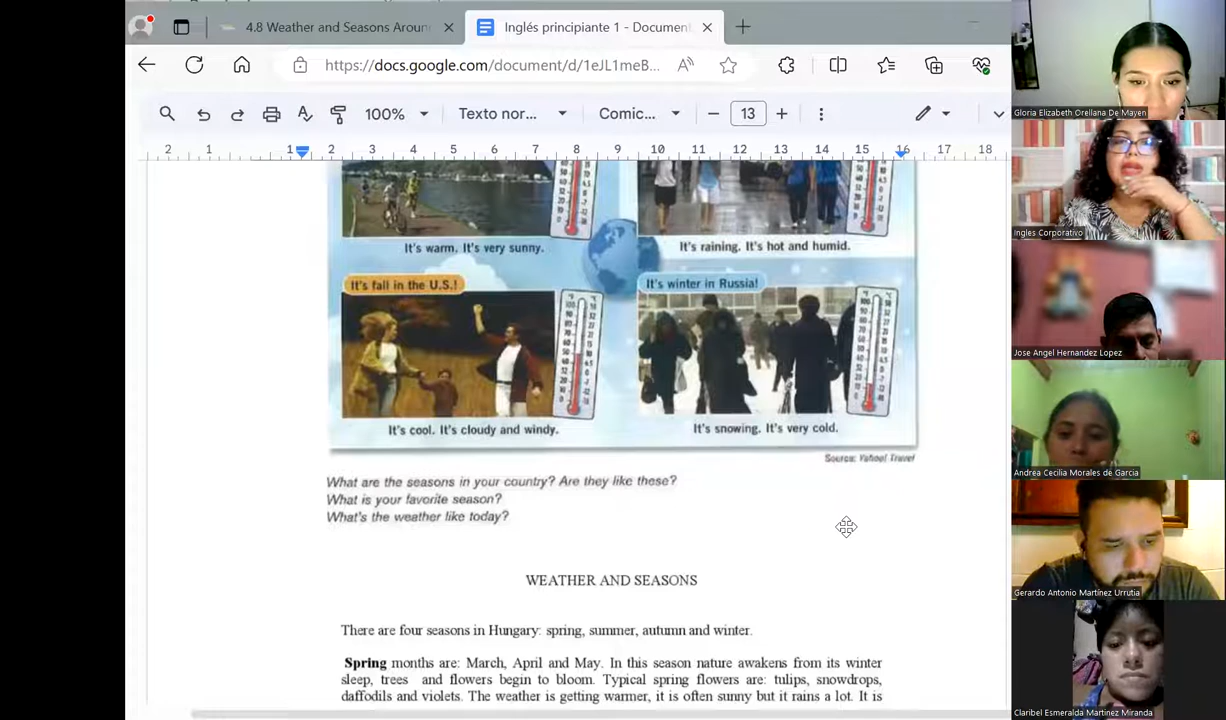 4.8 Weather and Seasons Aroun
Inglés principiante 1 - Document
https://docs.google.com/document/d/1eJL1meB...
100%
Texto nor...
Comic...
13
2 1 1 2 3 4 5 6 7 8 9 10 11 12 13 14 15 16 17 18
It's warm. It's very sunny.
It's raining. It's hot and humid.
It's fall in the U.S.!
It's winter in Russia!
It's cool. It's cloudy and windy.
It's snowing. It's very cold.
Source: Yahoo! Travel
What are the seasons in your country? Are they like these?
What is your favorite season?
What's the weather like today?
WEATHER AND SEASONS
There are four seasons in Hungary: spring, summer, autumn and winter.
Spring months are: March, April and May. In this season nature awakens from its winter
sleep, trees and flowers begin to bloom. Typical spring flowers are: tulips, snowdrops,
daffodils and violets. The weather is getting warmer, it is often sunny but it rains a lot. It is
Gloria Elizabeth Orellana De Mayen
Ingles Corporativo
Jose Angel Hernandez Lopez
Andrea Cecilia Morales de Garcia
Gerardo Antonio Martínez Urrutia
Claribel Esmeralda Martinez Miranda